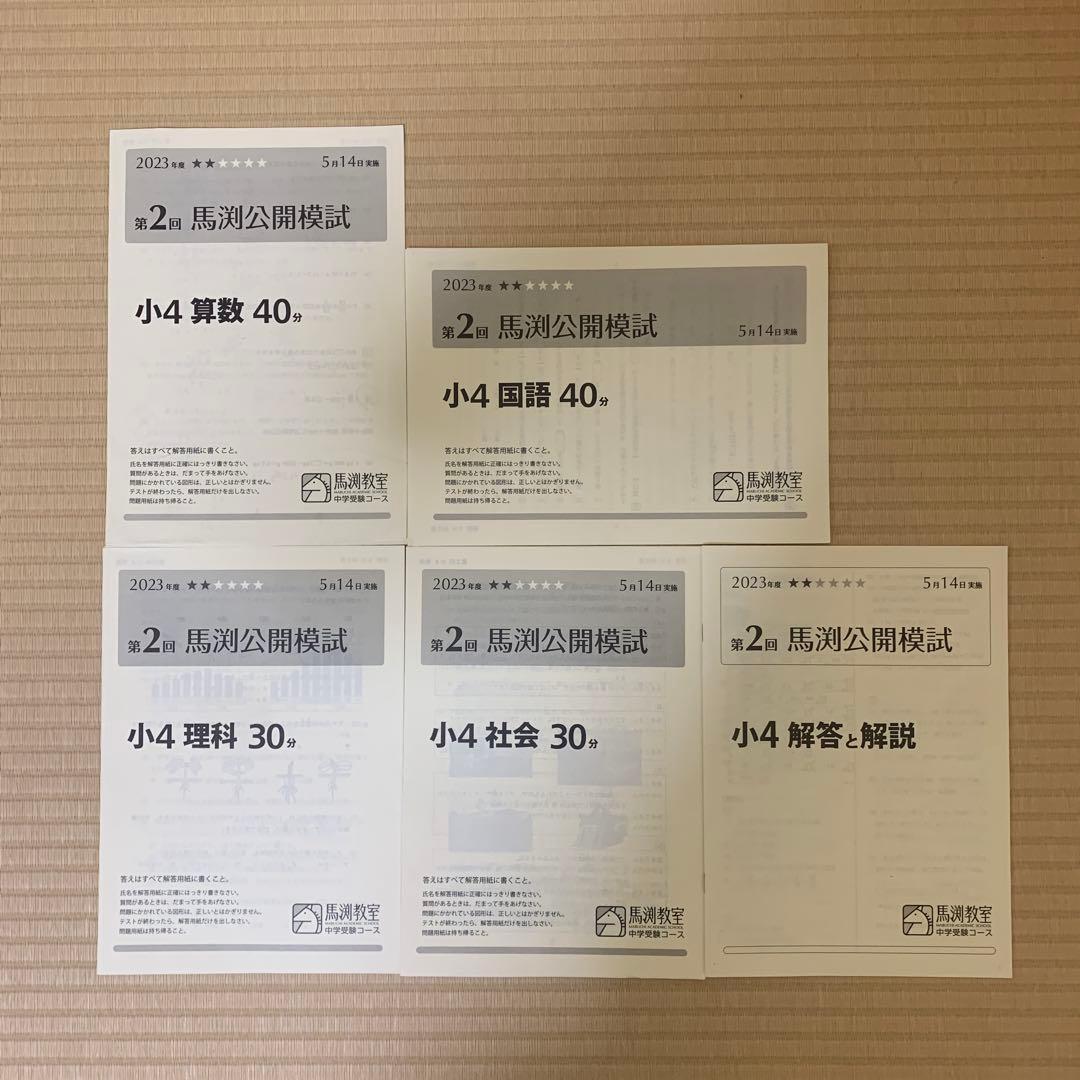 2023年度 ★★★★★★ 5月14日実施
第2回 馬渕公開模試
小4 算数 40分
答えはすべて解答用紙に書くこと。
氏名を解答用紙に正確にはっきり書きなさい。
質問があるときは、だまって手をあげなさい。
問題にかかれている図形は、正しいとはかぎりません。
テストが終わったら、解答用紙だけを出しなさい。
問題用紙は持ち帰ること。
馬渕教室
MABUCHI ACADEMIC SCHOOL
中学受験コース
2023年度 ★★★★★★
第2回 馬渕公開模試 5月14日実施
小4 国語 40分
答えはすべて解答用紙に書くこと。
氏名を解答用紙に正確にはっきり書きなさい。
質問があるときは、だまって手をあげなさい。
問題にかかれている図形は、正しいとはかぎりません。
テストが終わったら、解答用紙だけを出しなさい。
問題用紙は持ち帰ること。
馬渕教室
MABUCHI ACADEMIC SCHOOL
中学受験コース
2023年度 ★★★★★★ 5月14日実施
第2回 馬渕公開模試
小4 理科 30分
答えはすべて解答用紙に書くこと。
氏名を解答用紙に正確にはっきり書きなさい。
質問があるときは、だまって手をあげなさい。
問題にかかれている図形は、正しいとはかぎりません。
テストが終わったら、解答用紙だけを出しなさい。
問題用紙は持ち帰ること。
馬渕教室
MABUCHI ACADEMIC SCHOOL
中学受験コース
2023年度 ★★★★★★ 5月14日実施
第2回 馬渕公開模試
小4 社会 30分
答えはすべて解答用紙に書くこと。
氏名を解答用紙に正確にはっきり書きなさい。
質問があるときは、だまって手をあげなさい。
問題にかかれている図形は、正しいとはかぎりません。
テストが終わったら、解答用紙だけを出しなさい。
問題用紙は持ち帰ること。
馬渕教室
MABUCHI ACADEMIC SCHOOL
中学受験コース
2023年度 ★★★★★★ 5月14日実施
第2回 馬渕公開模試
小4 解答と解説
馬渕教室
MABUCHI ACADEMIC SCHOOL
中学受験コース